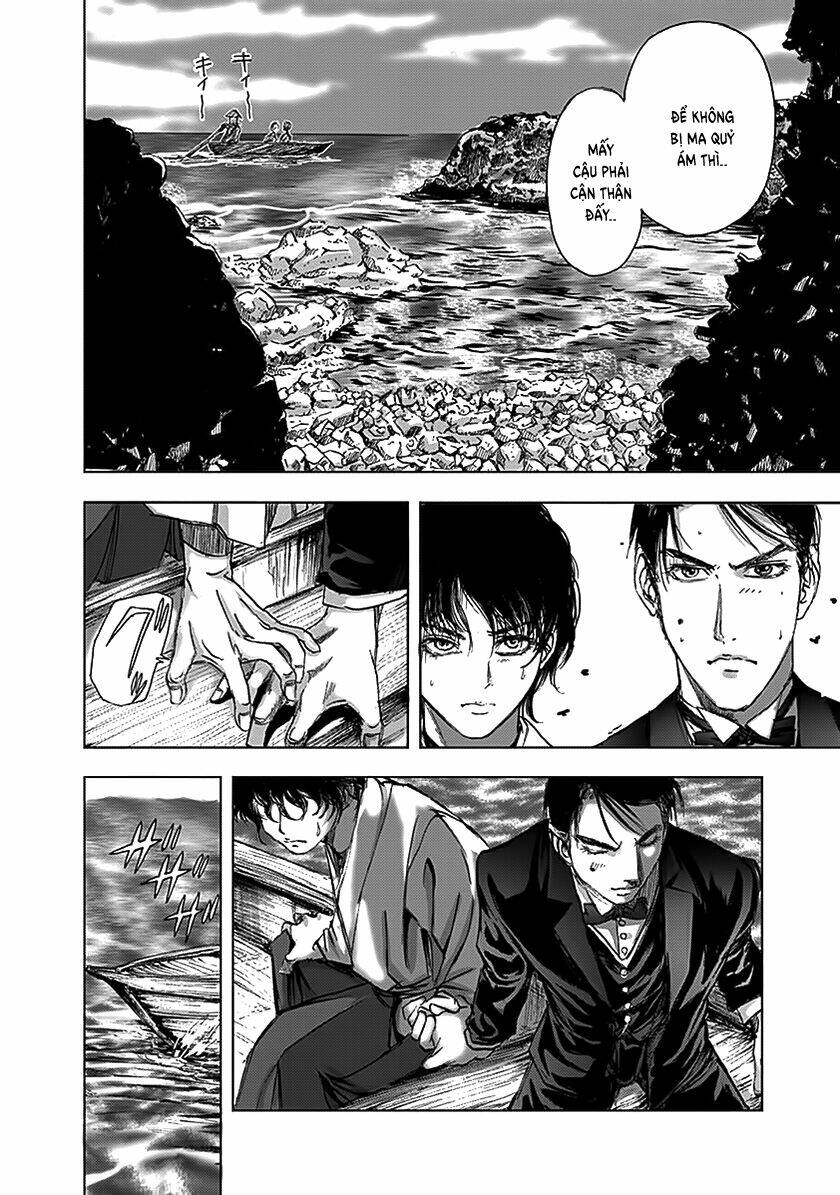 ĐỂ KHÔNG
BỊ MA QUỶ
ÁM THÌ..
MẤY
CẬU PHẢI
CẬN THẬN
ĐẤY..
キィー
キィー
ザザザ